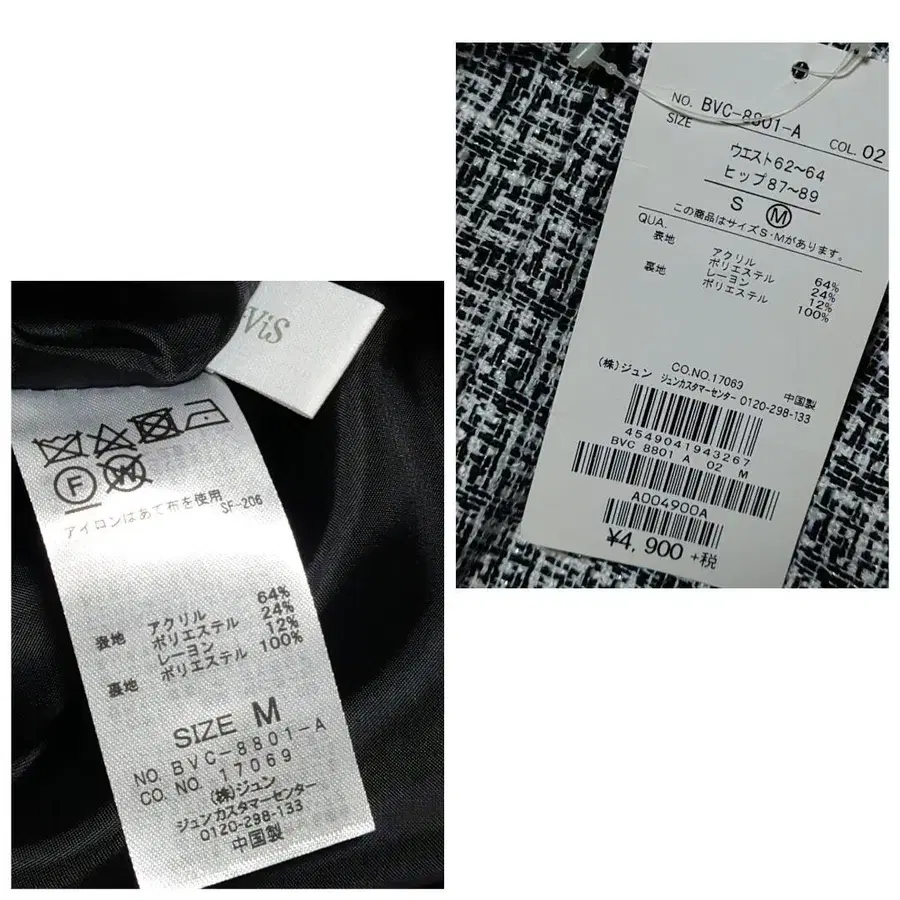 ViS
F
W
アイロンはあて布を使用
SF-206
表地 アクリル 64%
ポリエステル 24%
レーヨン 12%
裏地 ポリエステル 100%
SIZE M
NO. BVC-8801-A
CO. NO. 17069
(株)ジュン
ジュンカスタマーセンター
0120-298-133
中国製
NO. BVC-8801-A
SIZE COL. 02
ウエスト62~64
ヒップ87~89
S M
この商品はサイズS・Mがあります。
QUA.
表地 アクリル 64%
ポリエステル 24%
レーヨン 12%
裏地 ポリエステル 100%
CO.NO.17069
(株)ジュン ジュンカスタマーセンター 0120-298-133
中国製
4549041943267
BVC 8801 A 02 M
A004900A
¥4,900 +税